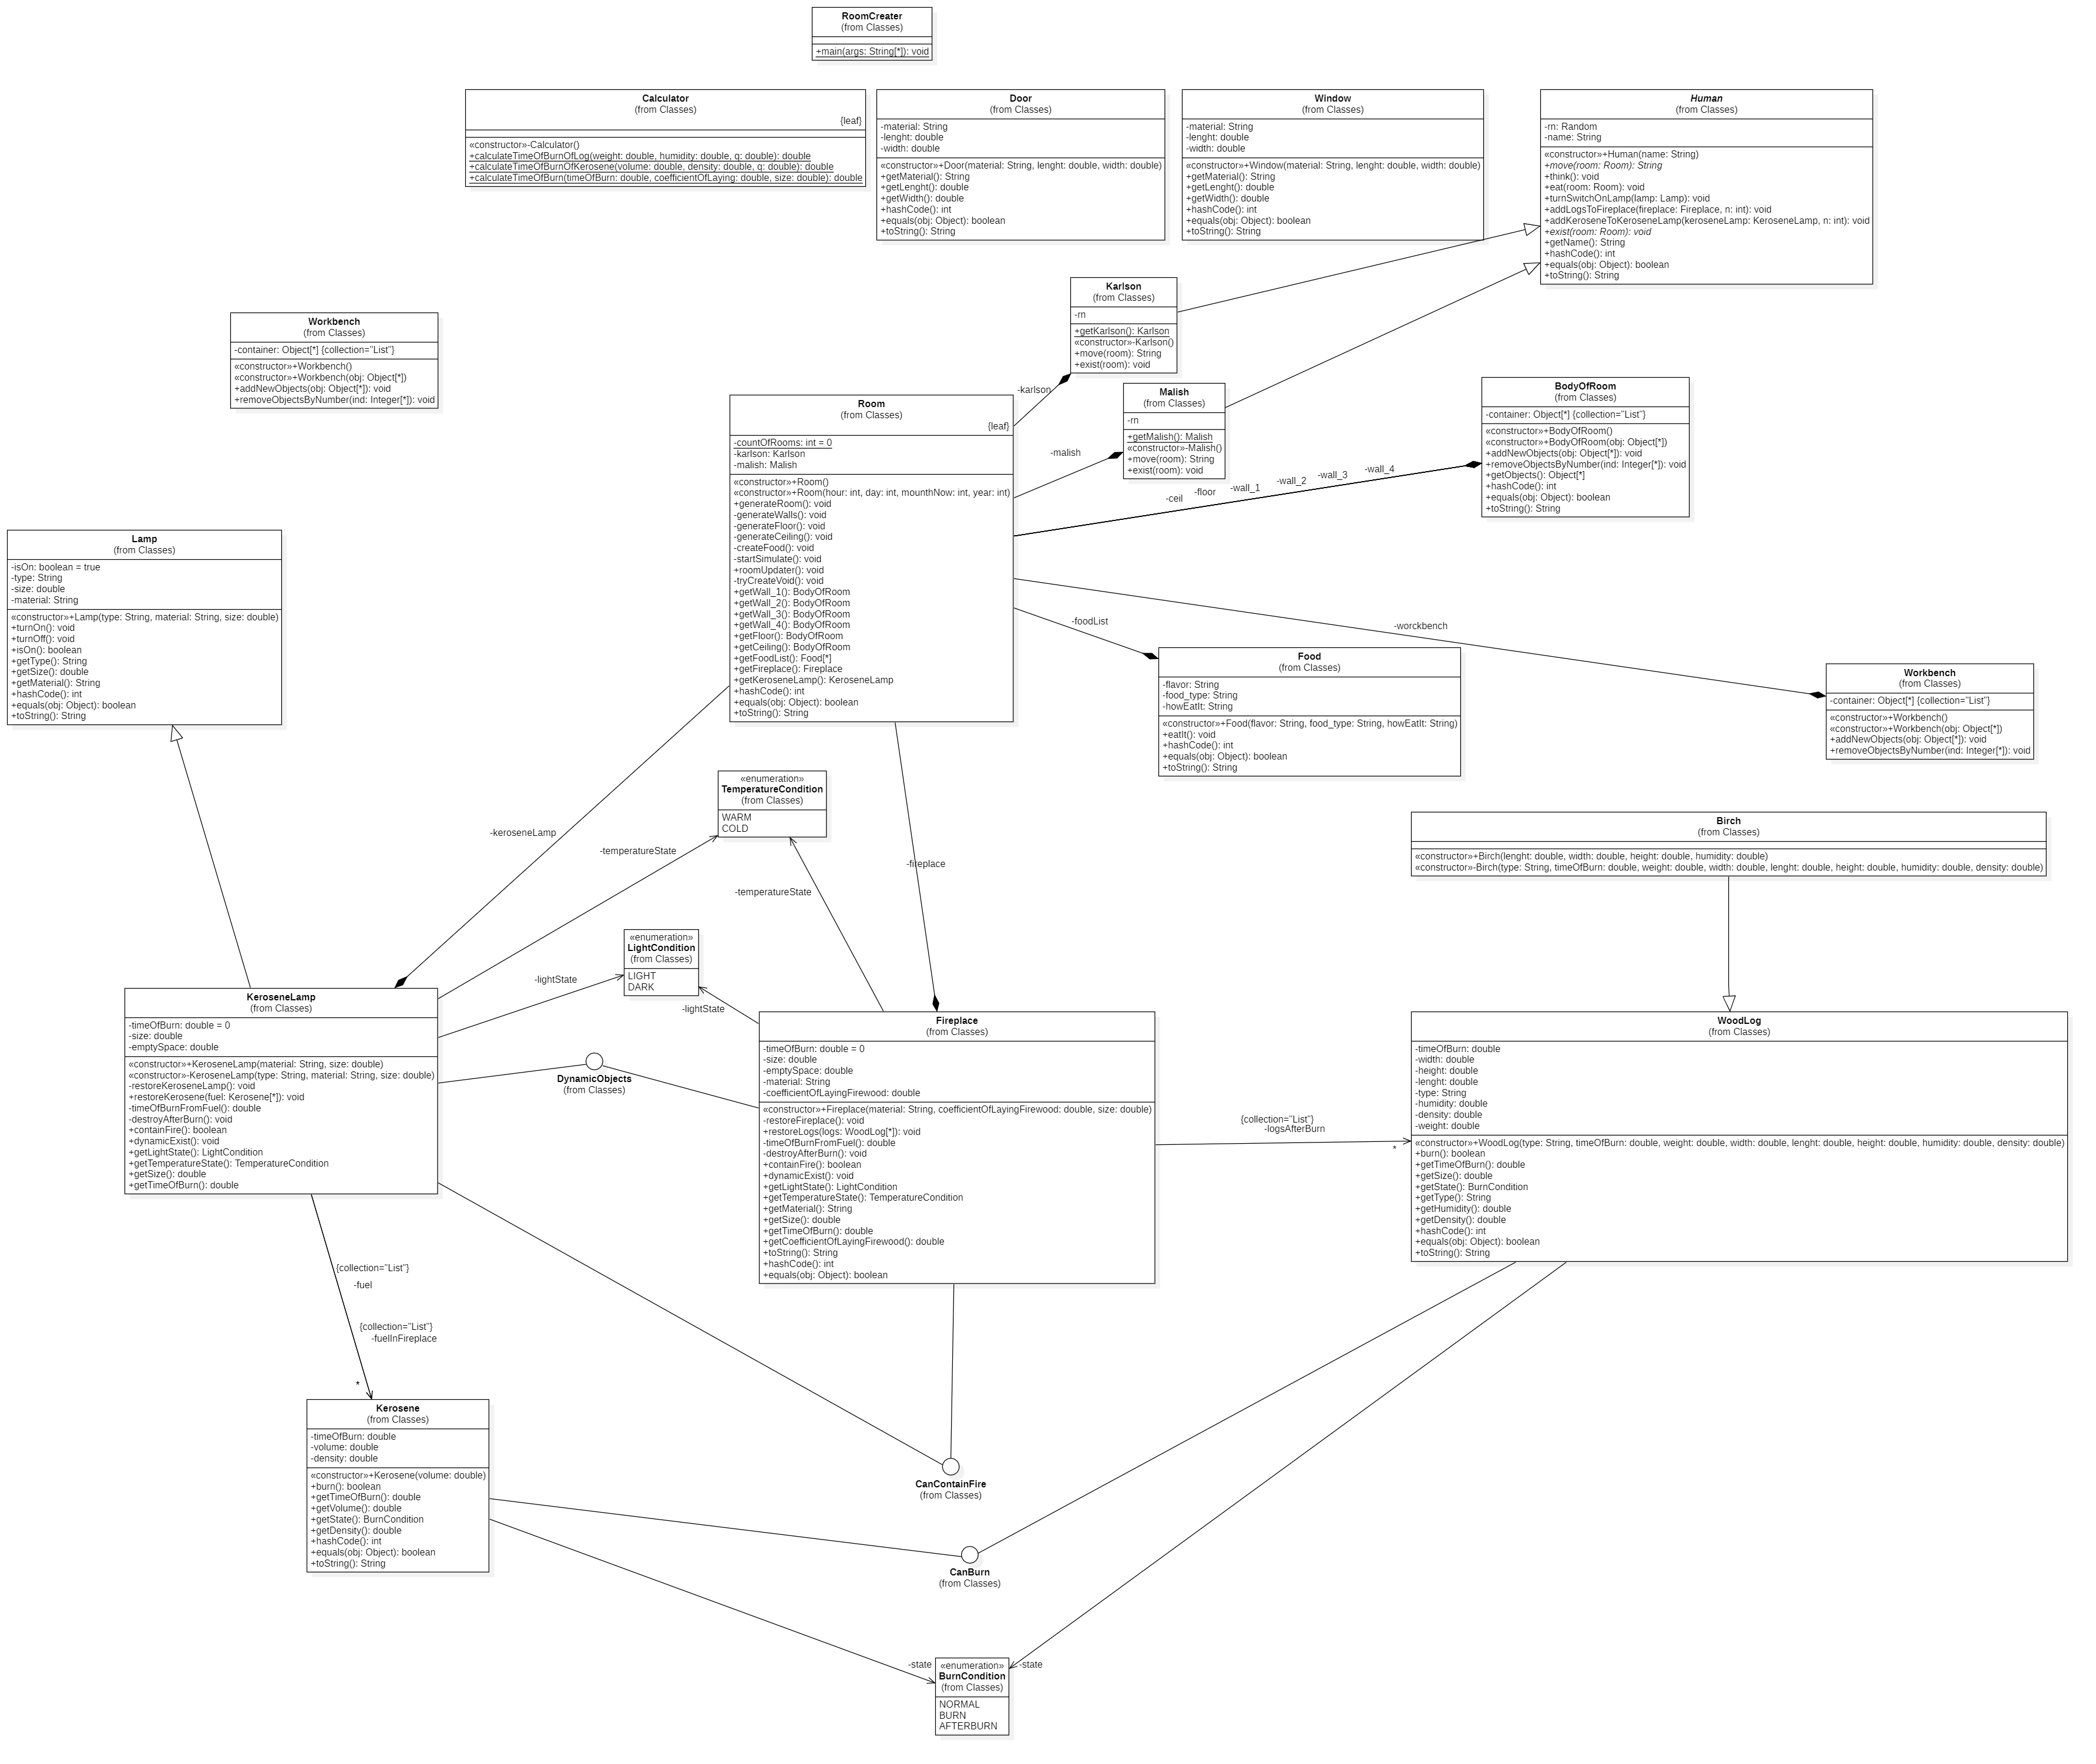 RoomCreater
(from Classes)
+main(args: String[*]): void
Calculator
(from Classes)
{leaf}
«constructor»-Calculator()
+calculateTimeOfBurnOfLog(weight: double, humidity: double, q: double): double
+calculateTimeOfBurnOfKerosene(volume: double, density: double, q: double): double
+calculateTimeOfBurn(timeOfBurn: double, coefficientOfLaying: double, size: double): double
Door
(from Classes)
-material: String
-lenght: double
-width: double
«constructor»+Door(material: String, lenght: double, width: double)
+getMaterial(): String
+getLenght(): double
+getWidth(): double
+hashCode(): int
+equals(obj: Object): boolean
+toString(): String
Window
(from Classes)
-material: String
-lenght: double
-width: double
«constructor»+Window(material: String, lenght: double, width: double)
+getMaterial(): String
+getLenght(): double
+getWidth(): double
+hashCode(): int
+equals(obj: Object): boolean
+toString(): String
Human
(from Classes)
-rn: Random
-name: String
«constructor»+Human(name: String)
+move(room: Room): String
+think(): void
+eat(room: Room): void
+turnSwitchOnLamp(lamp: Lamp): void
+addLogsToFireplace(fireplace: Fireplace, n: int): void
+addKeroseneToKeroseneLamp(keroseneLamp: KeroseneLamp, n: int): void
+exist(room: Room): void
+getName(): String
+hashCode(): int
+equals(obj: Object): boolean
+toString(): String
Karlson
(from Classes)
-rn
+getKarlson(): Karlson
«constructor»-Karlson()
+move(room): String
+exist(room): void
Workbench
(from Classes)
-container: Object[*] {collection="List"}
«constructor»+Workbench()
«constructor»+Workbench(obj: Object[*])
+addNewObjects(obj: Object[*]): void
+removeObjectsByNumber(ind: Integer[*]): void
-karlson
Malish
(from Classes)
-rn
+getMalish(): Malish
«constructor»-Malish()
+move(room): String
+exist(room): void
BodyOfRoom
(from Classes)
-container: Object[*] {collection="List"}
«constructor»+BodyOfRoom()
«constructor»+BodyOfRoom(obj: Object[*])
+addNewObjects(obj: Object[*]): void
+removeObjectsByNumber(ind: Integer[*]): void
+getObjects(): Object[*]
+hashCode(): int
+equals(obj: Object): boolean
+toString(): String
Room
(from Classes)
{leaf}
-countOfRooms: int = 0
-karlson: Karlson
-malish: Malish
«constructor»+Room()
«constructor»+Room(hour: int, day: int, mounthNow: int, year: int)
+generateRoom(): void
-generateWalls(): void
-generateFloor(): void
-generateCeiling(): void
-createFood(): void
-startSimulate(): void
+roomUpdater(): void
-tryCreateVoid(): void
+getWall_1(): BodyOfRoom
+getWall_2(): BodyOfRoom
+getWall_3(): BodyOfRoom
+getWall_4(): BodyOfRoom
+getFloor(): BodyOfRoom
+getCeiling(): BodyOfRoom
+getFoodList(): Food[*]
+getFireplace(): Fireplace
+getKeroseneLamp(): KeroseneLamp
+hashCode(): int
+equals(obj: Object): boolean
+toString(): String
-malish
-ceil
-floor
-wall_1
-wall_2
-wall_3
-wall_4
Lamp
(from Classes)
-isOn: boolean = true
-type: String
-size: double
-material: String
«constructor»+Lamp(type: String, material: String, size: double)
+turnOn(): void
+turnOff(): void
+isOn(): boolean
+getType(): String
+getSize(): double
+getMaterial(): String
+hashCode(): int
+equals(obj: Object): boolean
+toString(): String
-foodList
-worckbench
Food
(from Classes)
-flavor: String
-food_type: String
-howEatIt: String
«constructor»+Food(flavor: String, food_type: String, howEatIt: String)
+eatIt(): void
+hashCode(): int
+equals(obj: Object): boolean
+toString(): String
Workbench
(from Classes)
-container: Object[*] {collection="List"}
«constructor»+Workbench()
«constructor»+Workbench(obj: Object[*])
+addNewObjects(obj: Object[*]): void
+removeObjectsByNumber(ind: Integer[*]): void
«enumeration»
TemperatureCondition
(from Classes)
WARM
COLD
-keroseneLamp
-temperatureState
-fireplace
-temperatureState
Birch
(from Classes)
«constructor»+Birch(lenght: double, width: double, height: double, humidity: double)
«constructor»-Birch(type: String, timeOfBurn: double, weight: double, width: double, lenght: double, height: double, humidity: double, density: double)
«enumeration»
LightCondition
(from Classes)
LIGHT
DARK
-lightState
-lightState
KeroseneLamp
(from Classes)
-timeOfBurn: double = 0
-size: double
-emptySpace: double
«constructor»+KeroseneLamp(material: String, size: double)
«constructor»-KeroseneLamp(type: String, material: String, size: double)
-restoreKeroseneLamp(): void
+restoreKerosene(fuel: Kerosene[*]): void
-timeOfBurnFromFuel(): double
-destroyAfterBurn(): void
+containFire(): boolean
+dynamicExist(): void
+getLightState(): LightCondition
+getTemperatureState(): TemperatureCondition
+getSize(): double
+getTimeOfBurn(): double
DynamicObjects
(from Classes)
Fireplace
(from Classes)
-timeOfBurn: double = 0
-size: double
-emptySpace: double
-material: String
-coefficientOfLayingFirewood: double
«constructor»+Fireplace(material: String, coefficientOfLayingFirewood: double, size: double)
-restoreFireplace(): void
+restoreLogs(logs: WoodLog[*]): void
-timeOfBurnFromFuel(): double
-destroyAfterBurn(): void
+containFire(): boolean
+dynamicExist(): void
+getLightState(): LightCondition
+getTemperatureState(): TemperatureCondition
+getMaterial(): String
+getSize(): double
+getTimeOfBurn(): double
+getCoefficientOfLayingFirewood(): double
+toString(): String
+hashCode(): int
+equals(obj: Object): boolean
{collection="List"}
-logsAfterBurn
*
WoodLog
(from Classes)
-timeOfBurn: double
-width: double
-height: double
-lenght: double
-type: String
-humidity: double
-density: double
-weight: double
«constructor»+WoodLog(type: String, timeOfBurn: double, weight: double, width: double, lenght: double, height: double, humidity: double, density: double)
+burn(): boolean
+getTimeOfBurn(): double
+getSize(): double
+getState(): BurnCondition
+getType(): String
+getHumidity(): double
+getDensity(): double
+hashCode(): int
+equals(obj: Object): boolean
+toString(): String
{collection="List"}
-fuel
{collection="List"}
-fuelInFireplace
*
Kerosene
(from Classes)
-timeOfBurn: double
-volume: double
-density: double
«constructor»+Kerosene(volume: double)
+burn(): boolean
+getTimeOfBurn(): double
+getVolume(): double
+getState(): BurnCondition
+getDensity(): double
+hashCode(): int
+equals(obj: Object): boolean
+toString(): String
CanContainFire
(from Classes)
CanBurn
(from Classes)
-state
-state
«enumeration»
BurnCondition
(from Classes)
NORMAL
BURN
AFTERBURN